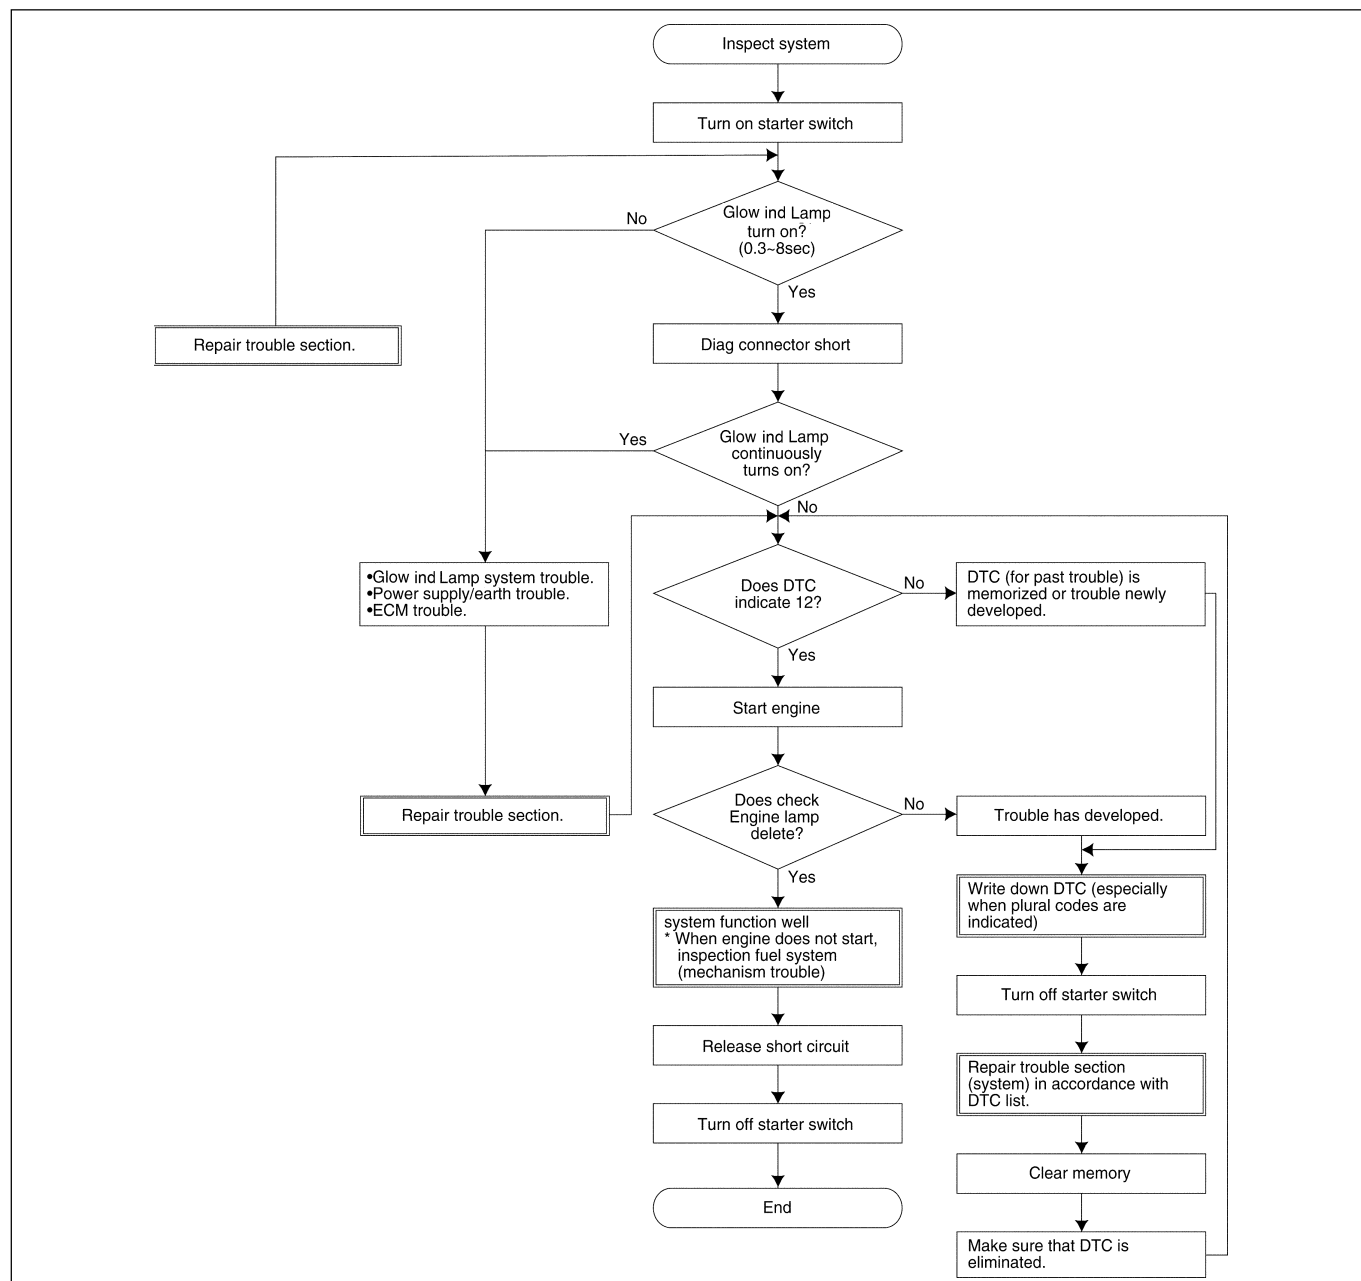 Inspect system
Turn on starter switch
No
Glow ind Lamp
turn on?
(0.3~8sec)
Yes
Repair trouble section.
Diag connector short
Yes
Glow ind Lamp
continuously
turns on?
No
•Glow ind Lamp system trouble.
•Power supply/earth trouble.
•ECM trouble.
Does DTC
indicate 12?
No
DTC (for past trouble) is
memorized or trouble newly
developed.
Yes
Start engine
Repair trouble section.
Does check
Engine lamp
delete?
No
Trouble has developed.
Yes
Write down DTC (especially
when plural codes are
indicated)
system function well
* When engine does not start,
inspection fuel system
(mechanism trouble)
Turn off starter switch
Release short circuit
Repair trouble section
(system) in accordance with
DTC list.
Turn off starter switch
Clear memory
End
Make sure that DTC is
eliminated.